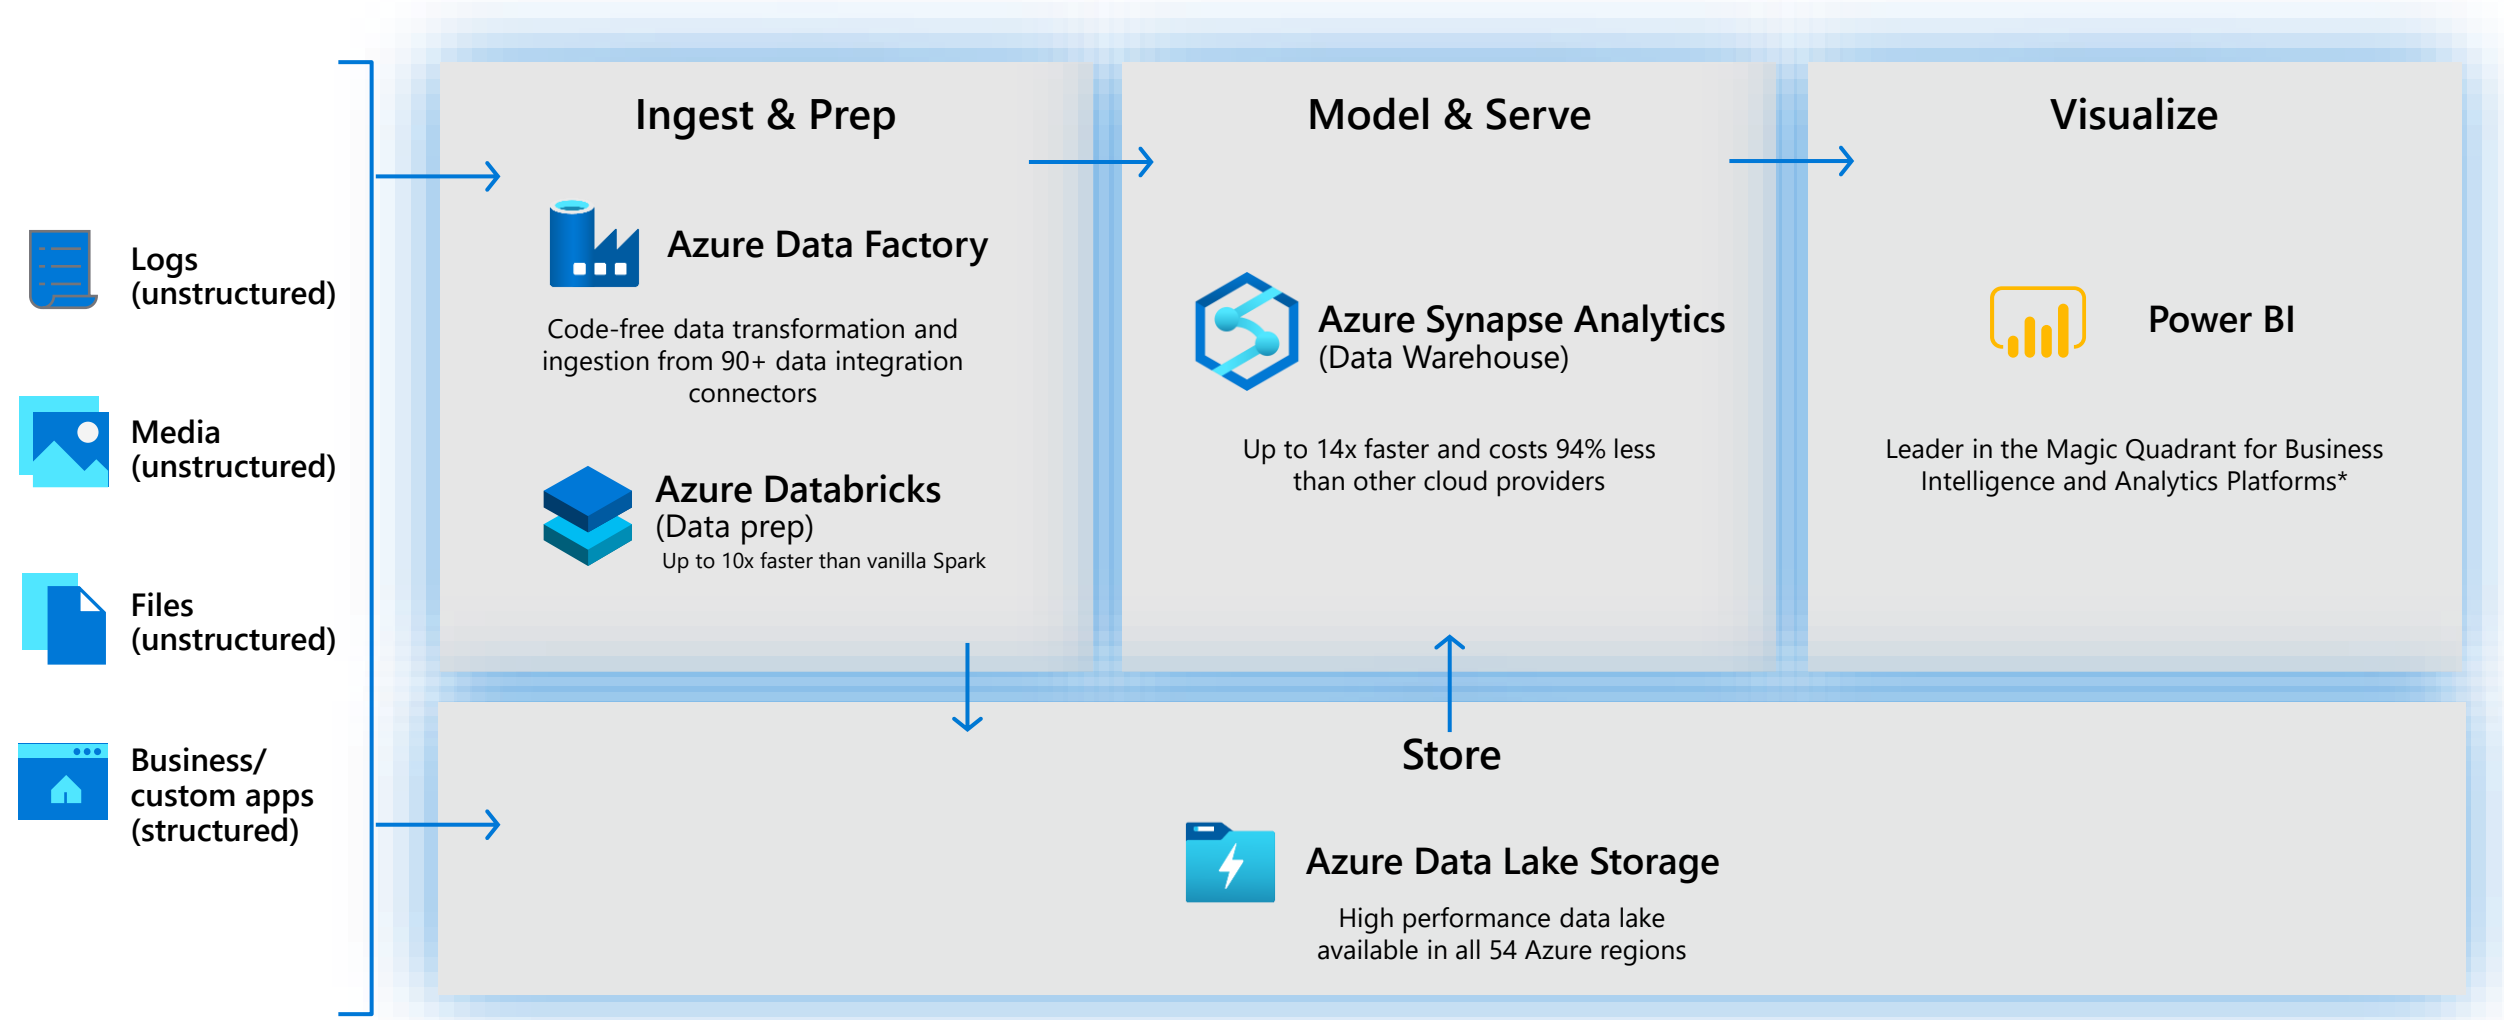 Logs
(unstructured)
Media
(unstructured)
Files
(unstructured)
Business/
custom apps
(structured)
Ingest & Prep
Azure Data Factory
Code-free data transformation and
ingestion from 90+ data integration
connectors
Azure Databricks
(Data prep)
Up to 10x faster than vanilla Spark
Model & Serve
Azure Synapse Analytics
(Data Warehouse)
Up to 14x faster and costs 94% less
than other cloud providers
Visualize
Power BI
Leader in the Magic Quadrant for Business
Intelligence and Analytics Platforms*
Store
Azure Data Lake Storage
High performance data lake
available in all 54 Azure regions